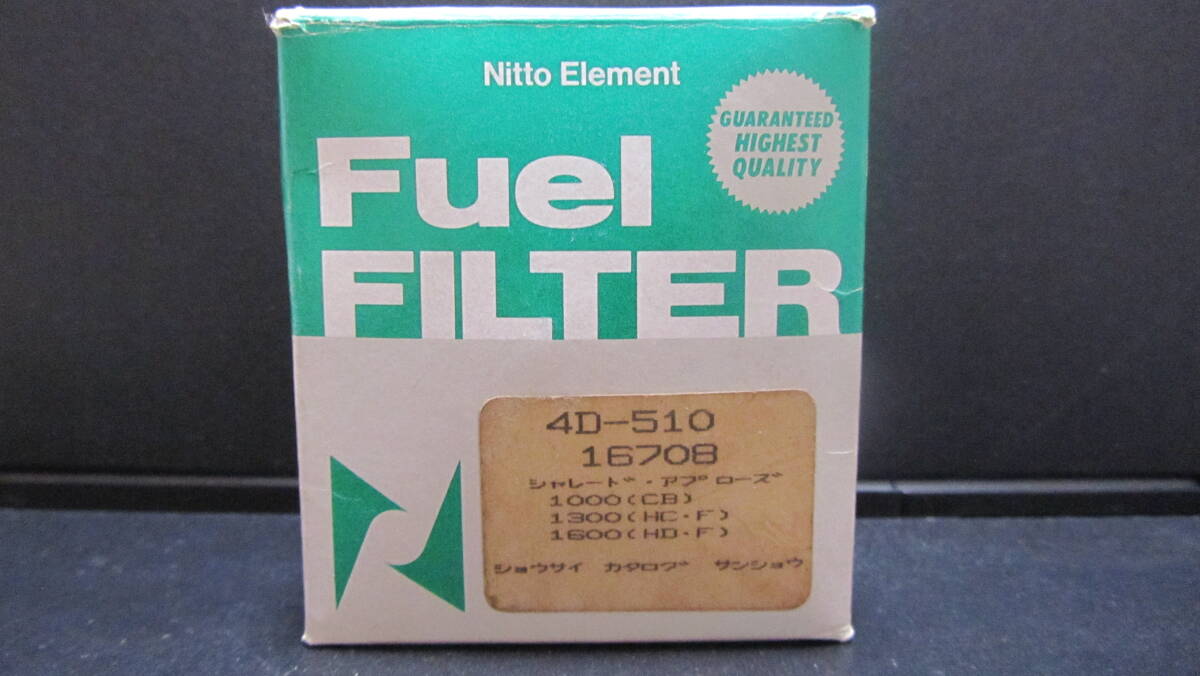 Nitto Element
GUARANTEED
HIGHEST
QUALITY
Fuel
FILTER
4D-510
16708
シャレード・アプローズ
1000(CB)
1300(HC・F)
1600(HD・F)
ショウサイ カタログ サンショウ